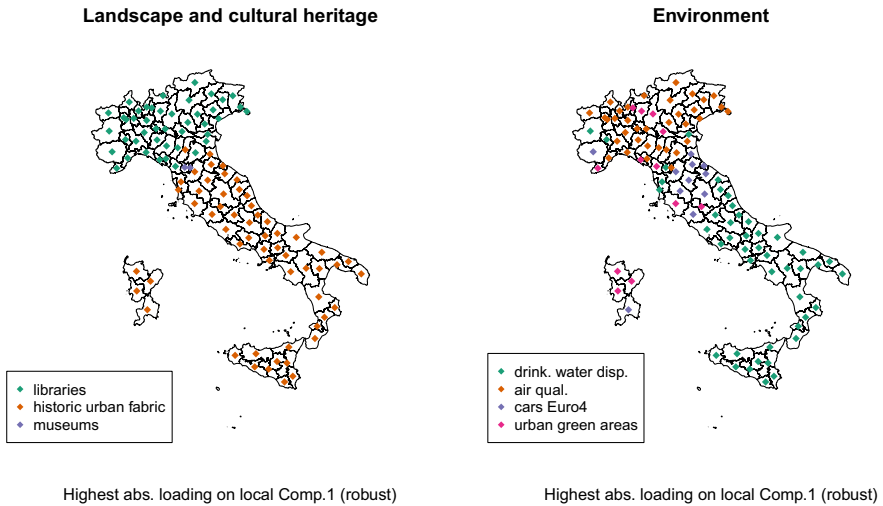 Landscape and cultural heritage
libraries
historic urban fabric
museums
Highest abs. loading on local Comp.1 (robust)
Environment
drink. water disp.
air qual.
cars Euro4
urban green areas
Highest abs. loading on local Comp.1 (robust)